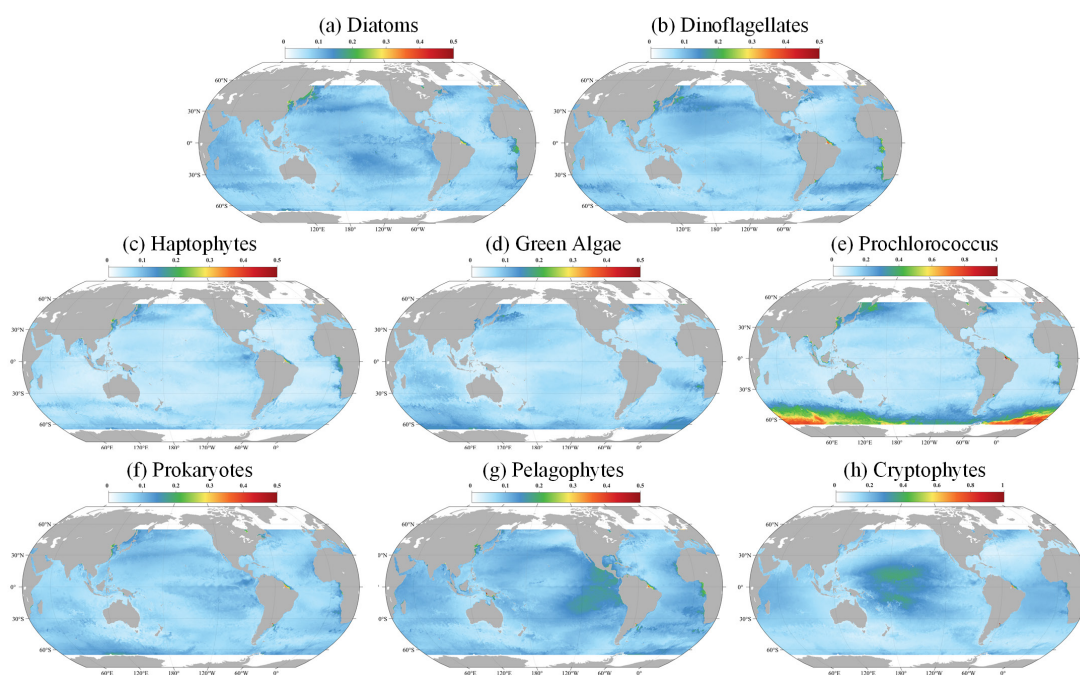 (a) Diatoms
(b) Dinoflagellates
0 0.1 0.2 0.3 0.4 0.5
0 0.1 0.2 0.3 0.4 0.5
60°N
30°N
0°
30°S
60°S
120°E 180° 120°W 60°W
60°N
30°N
0°
30°S
60°S
120°E 180° 120°W 60°W
(c) Haptophytes
(d) Green Algae
(e) Prochlorococcus
0 0.1 0.2 0.3 0.4 0.5
0 0.1 0.2 0.3 0.4 0.5
0 0.2 0.4 0.6 0.8 1
60°N
30°N
0°
30°S
60°S
60°E 120°E 170° 120°W 60°W 0°
60°N
30°N
0°
30°S
60°S
60°E 120°E 180° 120°W 60°W 0°
60°N
30°N
0°
30°S
60°S
60°E 120°E 180° 120°W 60°W 0°
(f) Prokaryotes
(g) Pelagophytes
(h) Cryptophytes
0 0.1 0.2 0.3 0.4 0.5
0 0.1 0.2 0.3 0.4 0.5
0 0.2 0.4 0.6 0.8 1
60°N
30°N
0°
30°S
60°S
60°E 120°E 180° 120°W 60°W 0°
60°N
30°N
0°
30°S
60°S
60°E 120°E 180° 120°W 60°W 0°
60°N
30°N
0°
30°S
60°S
60°E 120°E 180° 120°W 60°W 0°